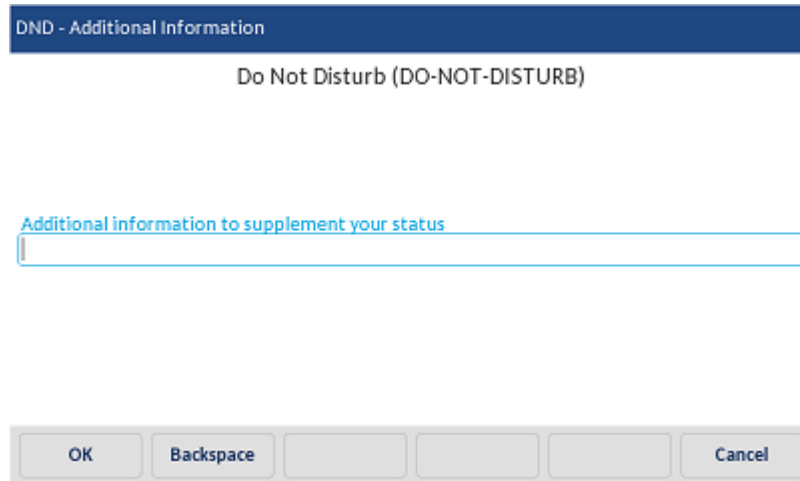 DND - Additional Information
Do Not Disturb (DO-NOT-DISTURB)
Additional information to supplement your status
OK Backspace Cancel